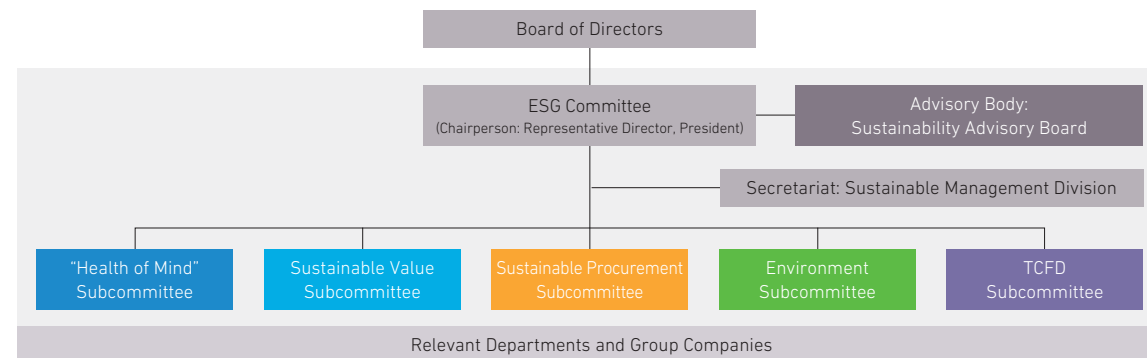 Board of Directors
ESG Committee
(Chairperson: Representative Director, President)
Advisory Body:
Sustainability Advisory Board
Secretariat: Sustainable Management Division
“Health of Mind”
Subcommittee
Sustainable Value
Subcommittee
Sustainable Procurement
Subcommittee
Environment
Subcommittee
TCFD
Subcommittee
Relevant Departments and Group Companies